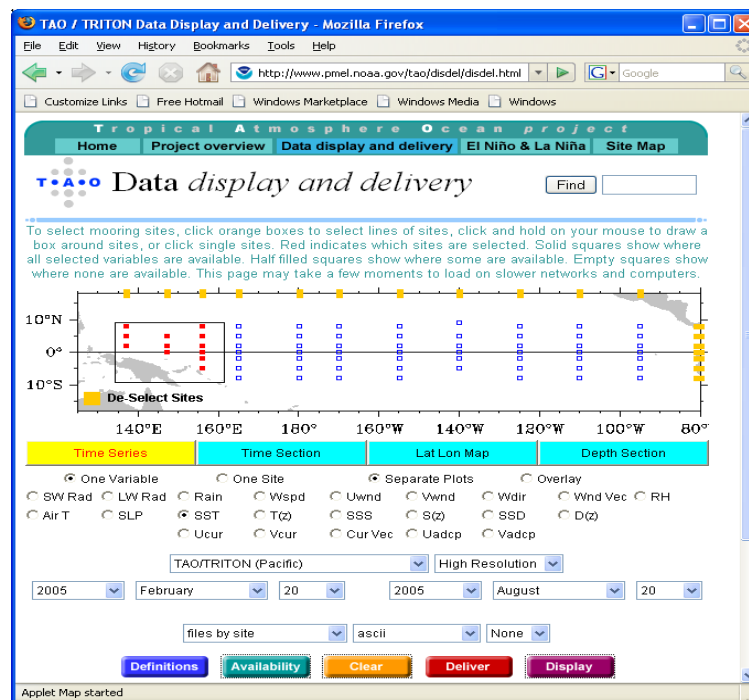 TAO / TRITON Data Display and Delivery - Mozilla Firefox
File Edit View History Bookmarks Tools Help
http://www.pmel.noaa.gov/tao/disdel/disdel.html G Google
Customize Links Free Hotmail Windows Marketplace Windows Media Windows
Tropical Atmosphere Ocean project
Home Project overview Data display and delivery El Niño & La Niña Site Map
TAO Data display and delivery Find
To select mooring sites, click orange boxes to select lines of sites, click and hold on your mouse to draw a
box around sites, or click single sites. Red indicates which sites are selected. Solid squares show where
all selected variables are available. Half filled squares show where some are available. Empty squares show
where none are available. This page may take a few moments to load on slower networks and computers.
10°N
0°
10°S
De-Select Sites
140°E 160°E 180° 160°W 140°W 120°W 100°W 80°
Time Series Time Section Lat Lon Map Depth Section
One Variable One Site Separate Plots Overlay
SW Rad LW Rad Rain Wspd Uwnd Vwnd Wdir Wnd Vec RH
Air T SLP SST T(z) SSS S(z) SSD D(z)
Ucur Vcur Cur Vec Uadcp Vadcp
TAO/TRITON (Pacific) High Resolution
2005 February 20 2005 August 20
files by site ascii None
Definitions Availability Clear Deliver Display
Applet Map started